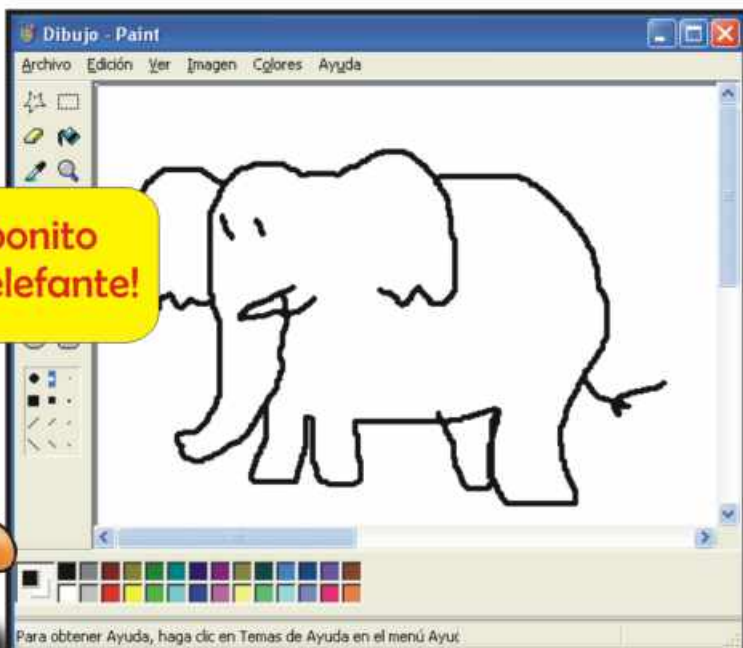 Dibujo - Paint
Archivo Edición Ver Imagen Colores Ayuda
bonito
elefante!
Para obtener Ayuda, haga clic en Temas de Ayuda en el menú Ayuc